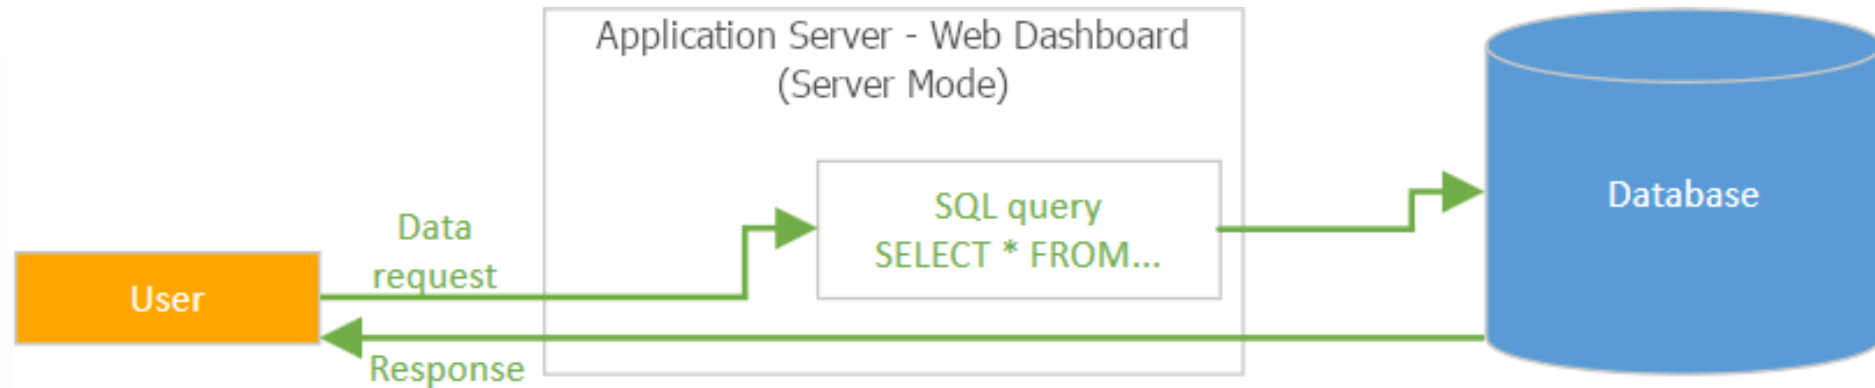 Application Server - Web Dashboard
(Server Mode)
SQL query
SELECT * FROM...
Database
Data
request
User
Response